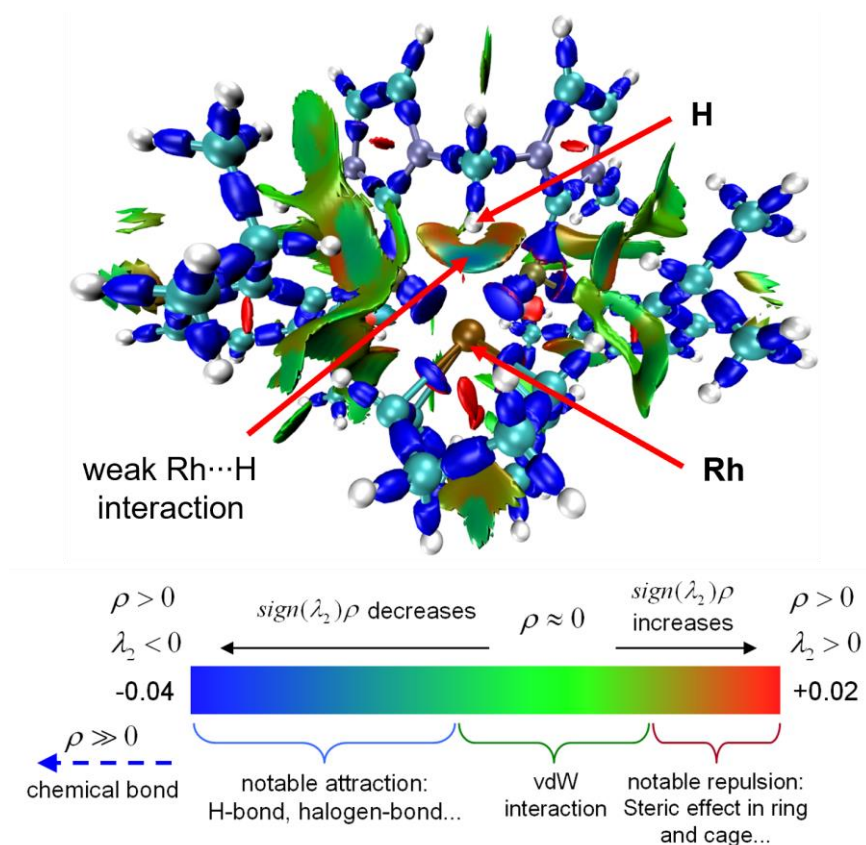 H
weak Rh···H
interaction
Rh
ρ > 0
λ₂ < 0
-0.04
sign(λ₂)ρ decreases
ρ ≈ 0
sign(λ₂)ρ
increases
ρ > 0
λ₂ > 0
+0.02
ρ ≫ 0
chemical bond
notable attraction:
H-bond, halogen-bond...
vdW
interaction
notable repulsion:
Steric effect in ring
and cage...